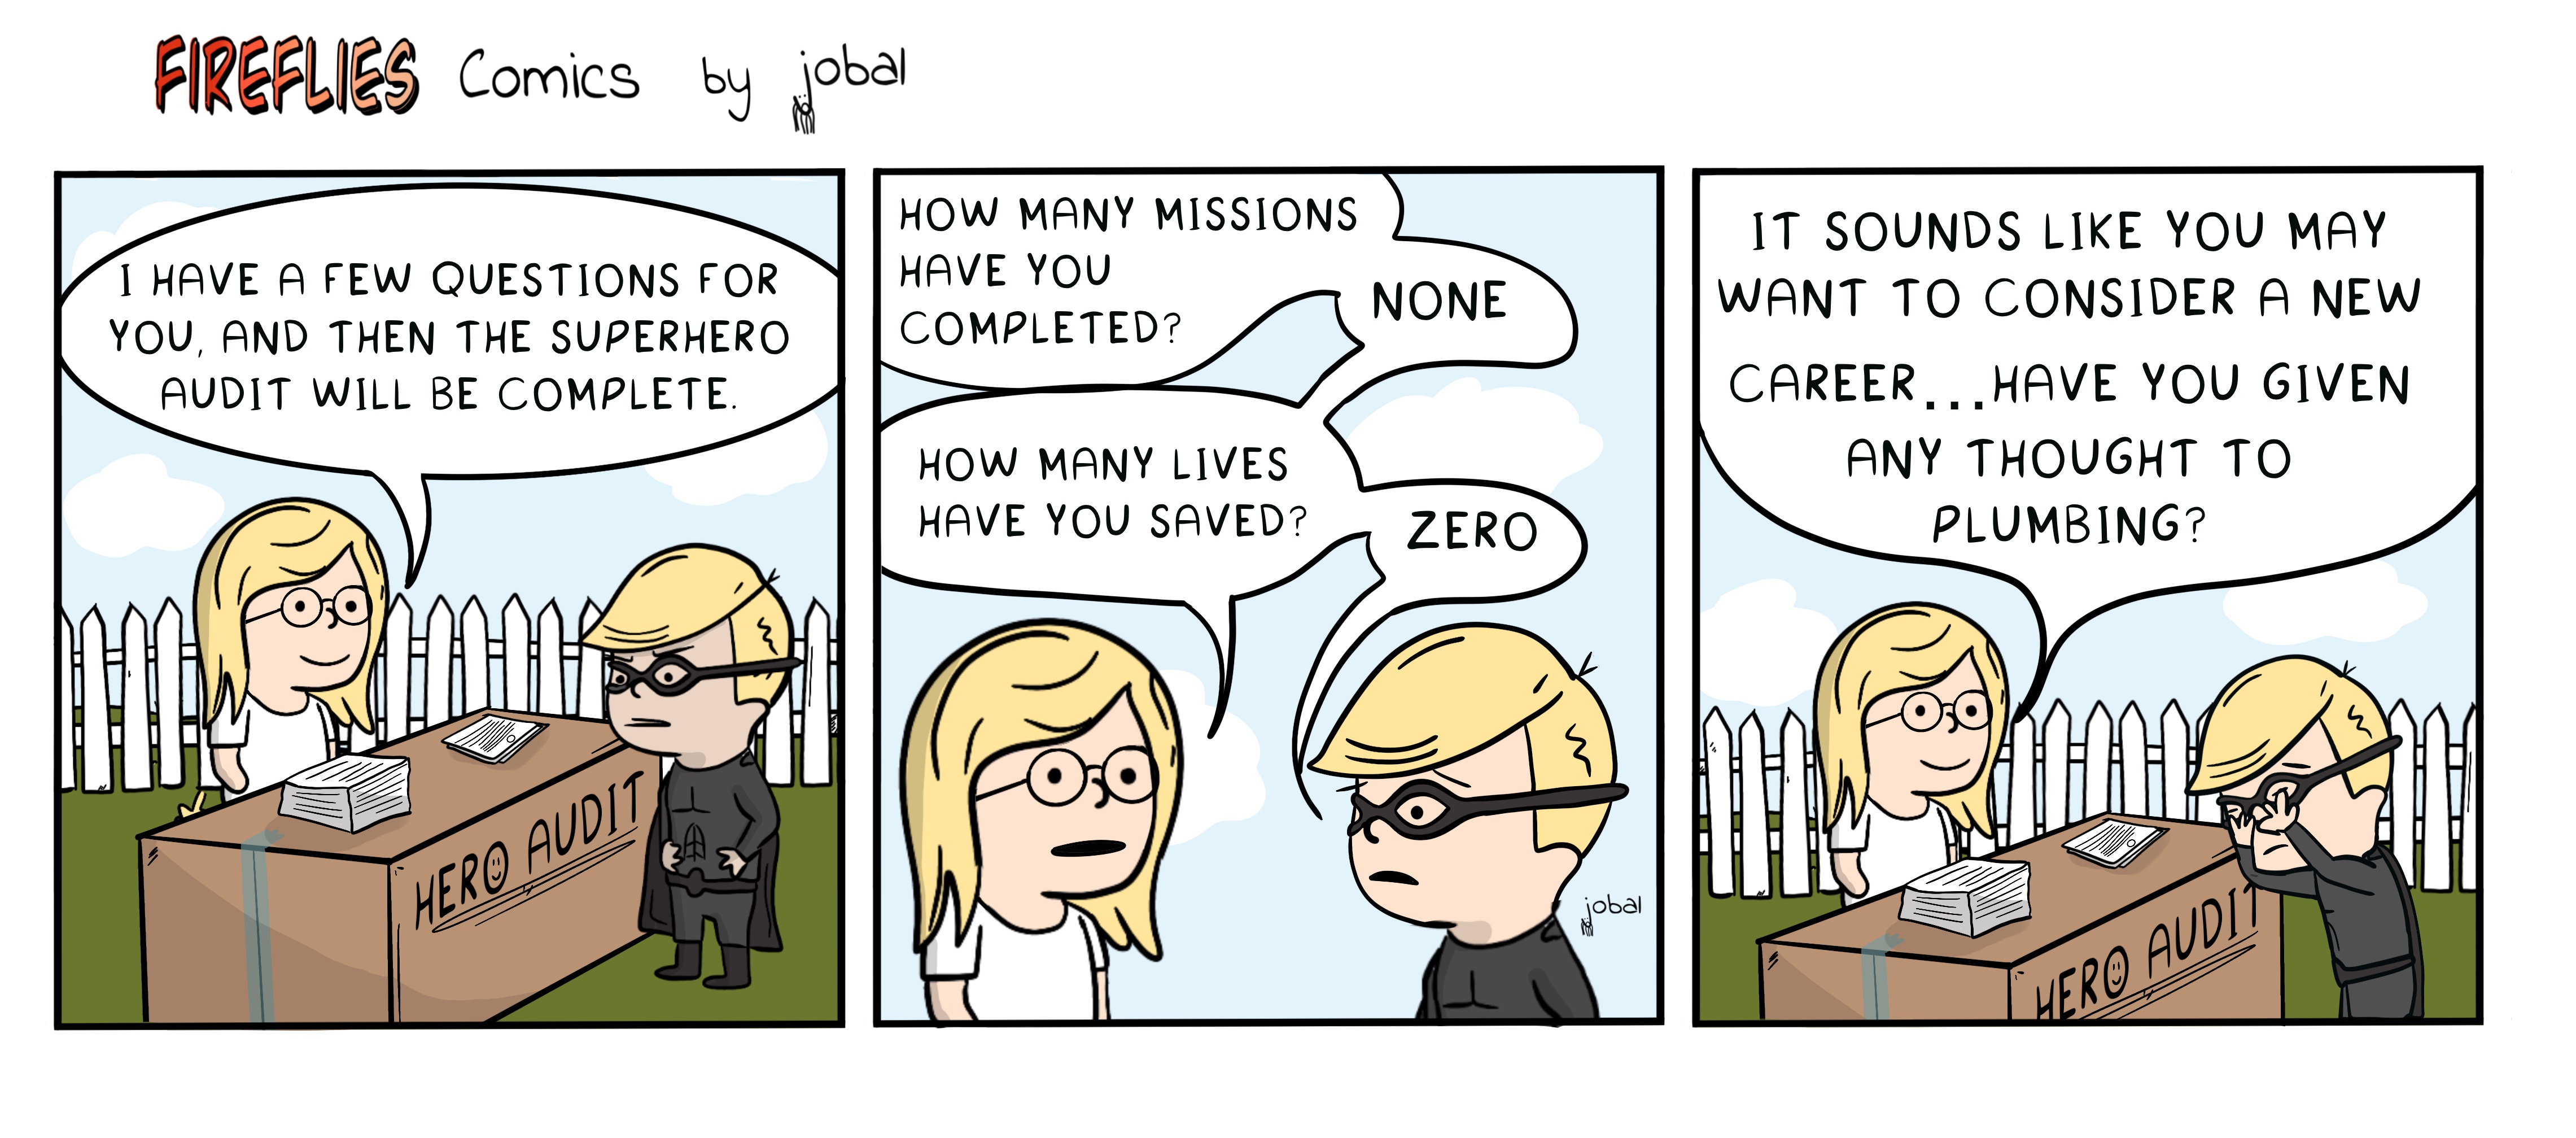 FIREFLIES Comics by jobal
I HAVE A FEW QUESTIONS FOR
YOU, AND THEN THE SUPERHERO
AUDIT WILL BE COMPLETE.
HERO AUDIT
HOW MANY MISSIONS
HAVE YOU
COMPLETED?
NONE
HOW MANY LIVES
HAVE YOU SAVED?
ZERO
jobal
IT SOUNDS LIKE YOU MAY
WANT TO CONSIDER A NEW
CAREER...HAVE YOU GIVEN
ANY THOUGHT TO
PLUMBING?
HERO AUDIT